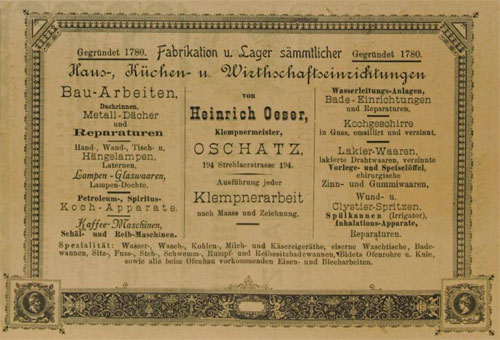 Gegründet 1780. Fabrikation u. Lager sämmtlicher Gegründet 1780.
Haus-, Küchen- u. Wirthschaftseinrichtungen
Bau-Arbeiten,
Dachrinnen,
Metall-Dächer
und
Reparaturen
Hand-, Wand-, Tisch- u.
Hängelampen,
Laternen,
Lampen-Glaswaaren,
Lampen-Dochte.
Petroleum-, Spiritus-
Koch-Apparate.
Kaffee-Maschinen,
Schäl- und Reib-Maschinen.
von
Heinrich Oeser,
Klempnermeister,
OSCHATZ,
194 Strehlaerstrasse 194.
Ausführung jeder
Klempnerarbeit
nach Maass und Zeichnung.
Wasserleitungs-Anlagen,
Bade-Einrichtungen
und Reparaturen,
Kochgeschirre
in Guss, emaillirt und verzinnt.
Lakier-Waaren,
lakierte Drahtwaaren, verzinnte
Vorlege- und Speiselöffel,
chirurgische
Zinn- und Gummiwaaren,
Wund- u.
Clystier-Spritzen,
Spülkannen (Irrigator),
Inhalations-Apparate,
Reparaturen.
Spezialität: Wasser-, Wasch-, Kohlen-, Milch- und Käsereigeräthe, eiserne Waschtische, Bade-
wannen, Sitz-, Fuss-, Stech-, Schwemm-, Rumpf- und Reißesitzbadewannen, Bidets Ofenrohre u. Knie,
sowie alle beim Ofenbau vorkommenden Eisen- und Blecharbeiten.